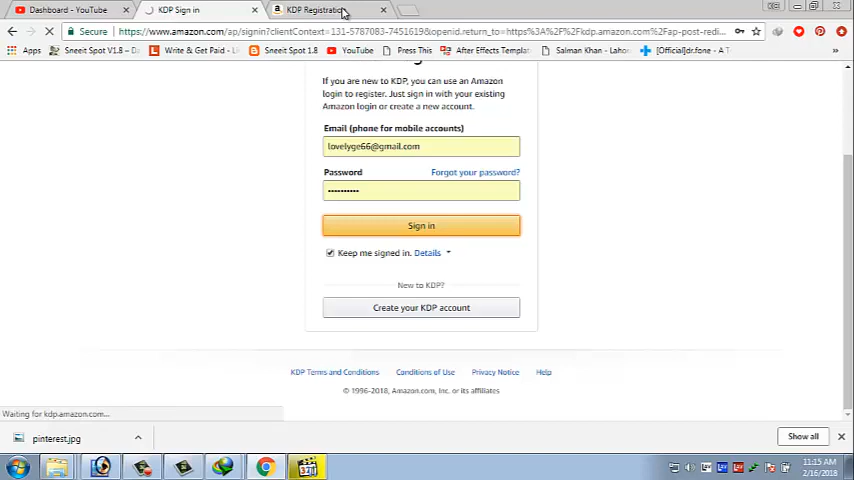 Dashboard - YouTube
KDP Sign in
KDP Registration
Secure
https://www.amazon.com/ap/signin?clientContext=131-5787083-7451619&openid.return_to=https%3A%2F%2Fkdp.amazon.com%2Fap-post-redi...
Apps
Sneeit Spot V1.8 – D
Write & Get Paid - L
Sneeit Spot 1.8
YouTube
Press This
After Effects Templat
Salman Khan - Laho
[Official]dr.fone - A
»
If you are new to KDP, you can use an Amazon
login to register. Just sign in with your existing
Amazon login or create a new account.
Email (phone for mobile accounts)
lovelyge66@gmail.com
Password
Forgot your password?
Sign in
Keep me signed in. Details
New to KDP?
Create your KDP account
KDP Terms and Conditions
Conditions of Use
Privacy Notice
Help
© 1996-2018, Amazon.com, Inc. or its affiliates
Waiting for kdp.amazon.com...
pinterest.jpg
Show all
11:15 AM
2/16/2018